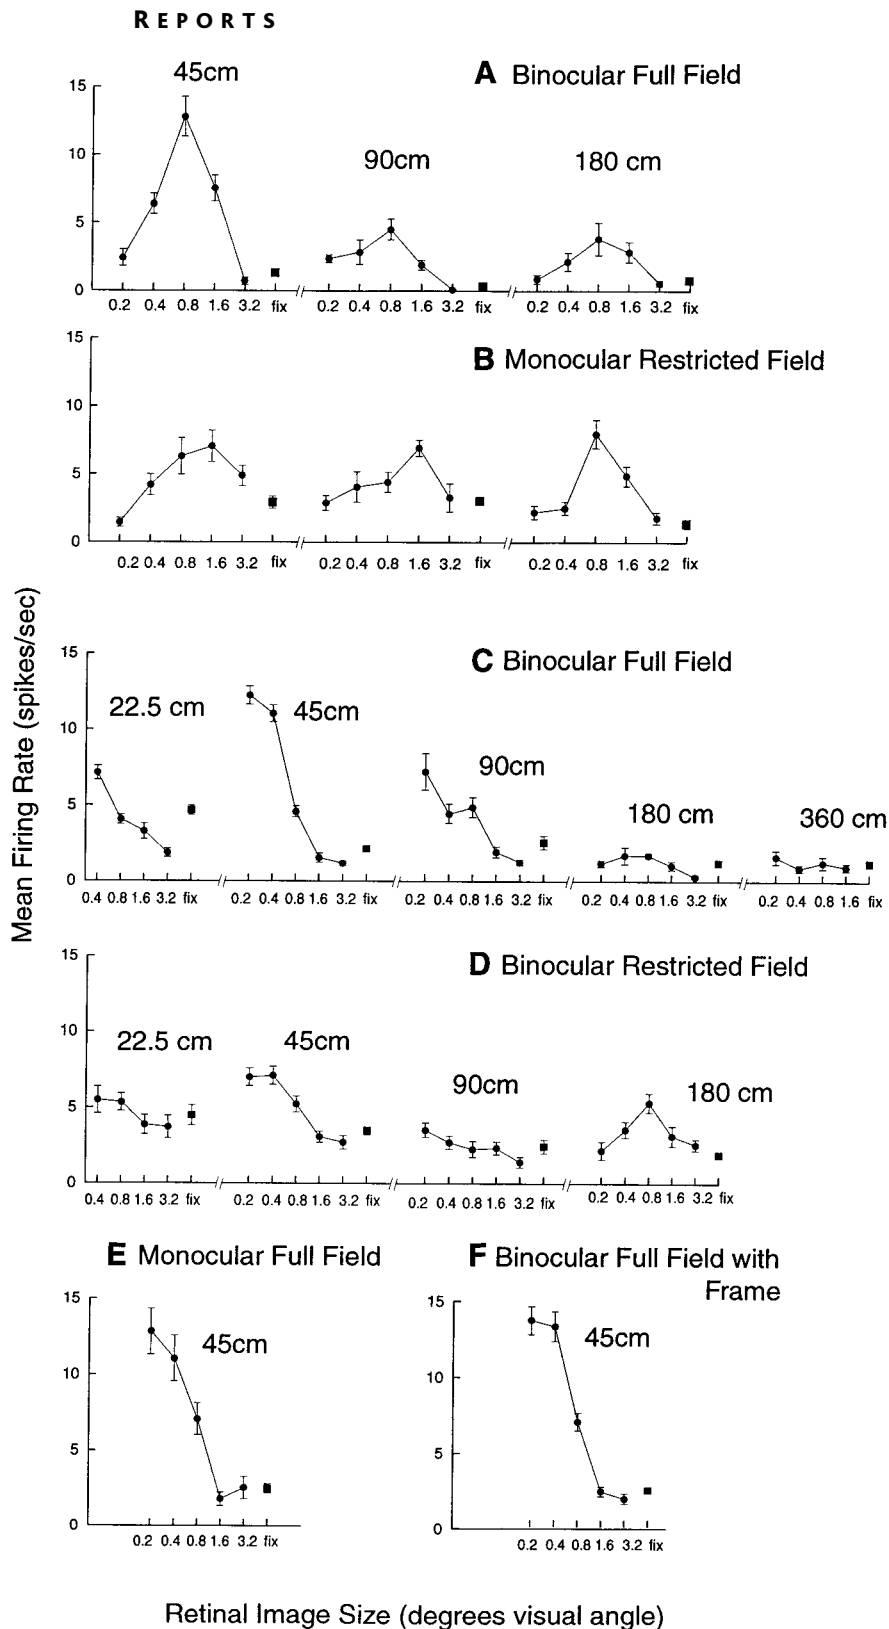 REPORTS
45cm
A Binocular Full Field
15
90cm
180 cm
10
5
0
0.2 0.4 0.8 1.6 3.2 fix 0.2 0.4 0.8 1.6 3.2 fix 0.2 0.4 0.8 1.6 3.2 fix
15
B Monocular Restricted Field
10
5
0
0.2 0.4 0.8 1.6 3.2 fix 0.2 0.4 0.8 1.6 3.2 fix 0.2 0.4 0.8 1.6 3.2 fix
Mean Firing Rate (spikes/sec)
15
C Binocular Full Field
22.5 cm
45cm
10
90cm
180 cm
360 cm
5
0
0.4 0.8 1.6 3.2 fix 0.2 0.4 0.8 1.6 3.2 fix 0.2 0.4 0.8 1.6 3.2 fix 0.2 0.4 0.8 1.6 3.2 fix 0.2 0.4 0.8 1.6 fix
15
D Binocular Restricted Field
10
22.5 cm
45cm
90cm
180 cm
5
0
0.4 0.8 1.6 3.2 fix 0.2 0.4 0.8 1.6 3.2 fix 0.2 0.4 0.8 1.6 3.2 fix 0.2 0.4 0.8 1.6 3.2 fix
E Monocular Full Field
15
45cm
10
5
0
0.2 0.4 0.8 1.6 3.2 fix
F Binocular Full Field with
Frame
15
45cm
10
5
0
0.2 0.4 0.8 1.6 3.2 fix
Retinal Image Size (degrees visual angle)